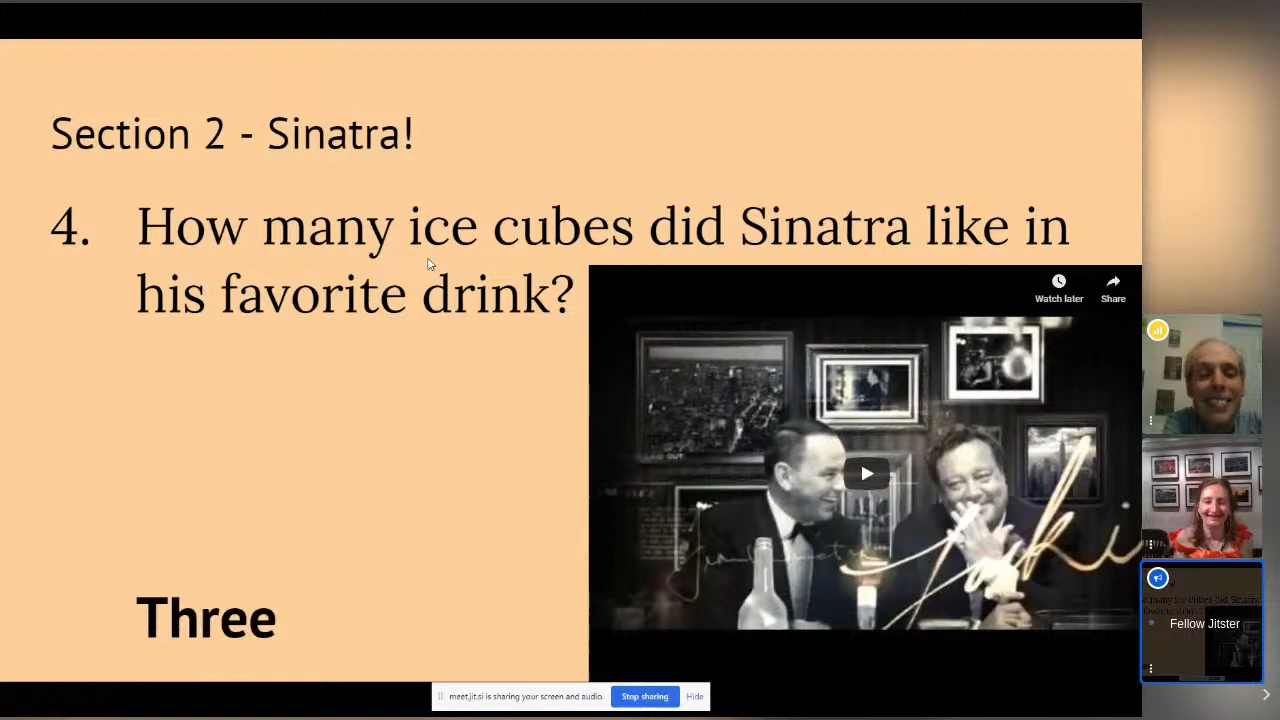 Section 2 - Sinatra!
4. How many ice cubes did Sinatra like in
his favorite drink?
Watch later
Share
Three
meet.jit.si is sharing your screen and audio.
Stop sharing
Hide
Fellow Jitster